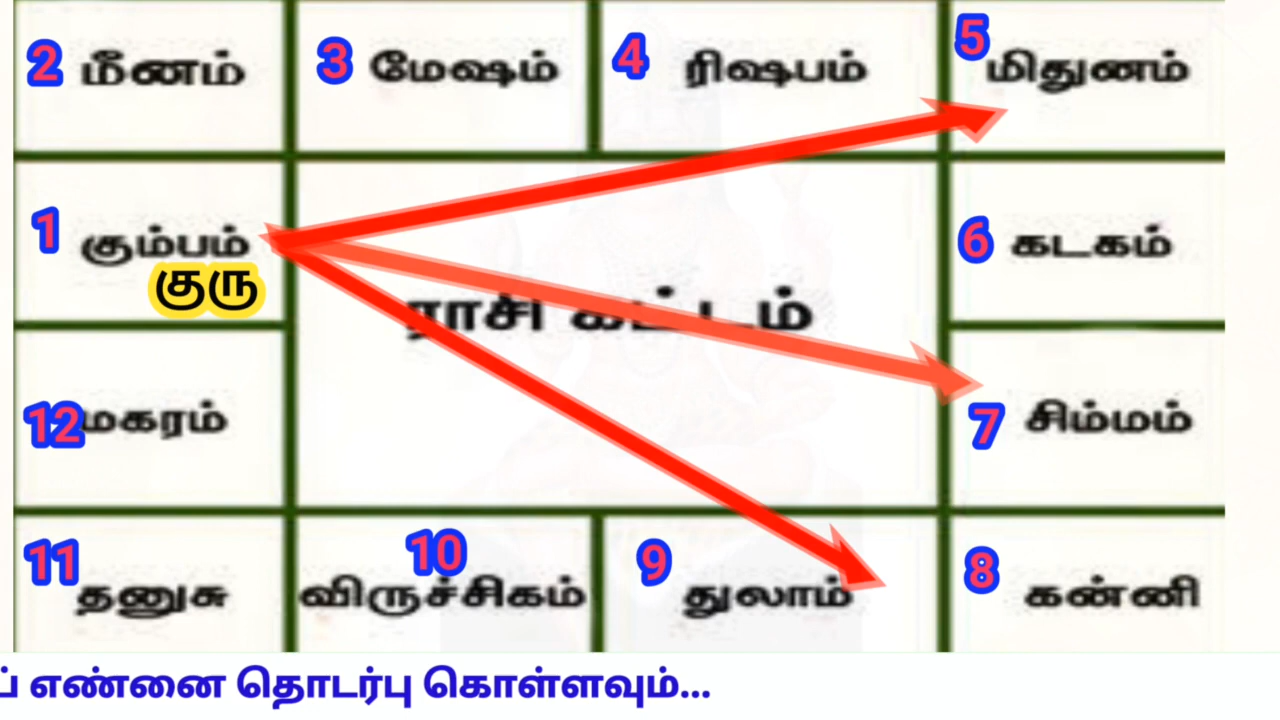 2 மீனம்
3 மேஷம்
4 ரிஷபம்
5 மிதுனம்
1 கும்பம்
குரு
6 கடகம்
ராசி கட்டம்
12 மகரம்
7 சிம்மம்
11 தனுசு
10 விருச்சிகம்
9 துலாம்
8 கன்னி
எண்னை தொடர்பு கொள்ளவும்...